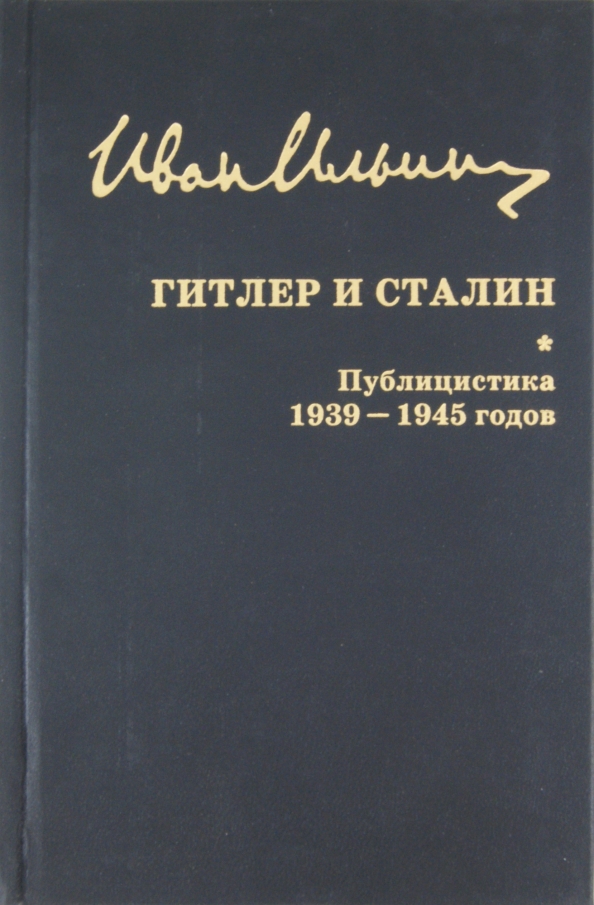 Иван Ильин
ГИТЛЕР И СТАЛИН
*
Публицистика
1939 – 1945 годов